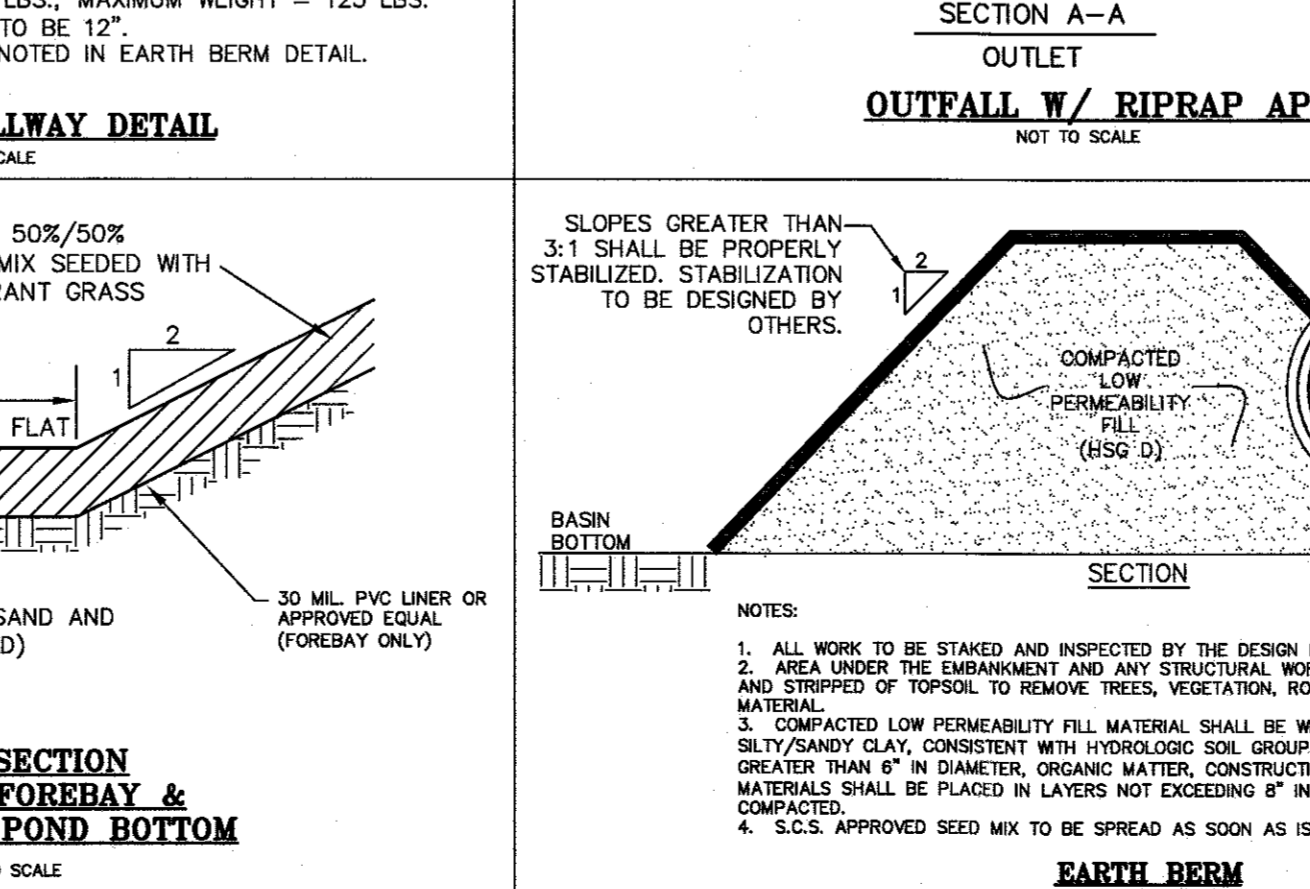 LBS., MAXIMUM WEIGHT = 125 LBS.
TO BE 12".
NOTED IN EARTH BERM DETAIL.
LLWAY DETAIL
CALE
SECTION A-A
OUTLET
OUTFALL W/ RIPRAP AP
NOT TO SCALE
50%/50%
MIX SEEDED WITH
RANT GRASS
2
1
FLAT
30 MIL. PVC LINER OR
APPROVED EQUAL
(FOREBAY ONLY)
SAND AND
D)
SECTION
FOREBAY &
POND BOTTOM
SCALE
SLOPES GREATER THAN
3:1 SHALL BE PROPERLY
STABILIZED. STABILIZATION
TO BE DESIGNED BY
OTHERS.
2
1
COMPACTED
LOW
PERMEABILITY
FILL
(HSG D)
BASIN
BOTTOM
SECTION
NOTES:
1. ALL WORK TO BE STAKED AND INSPECTED BY THE DESIGN
2. AREA UNDER THE EMBANKMENT AND ANY STRUCTURAL WOR
AND STRIPPED OF TOPSOIL TO REMOVE TREES, VEGETATION, RO
MATERIAL.
3. COMPACTED LOW PERMEABILITY FILL MATERIAL SHALL BE W
SILTY/SANDY CLAY, CONSISTENT WITH HYDROLOGIC SOIL GROUP
GREATER THAN 6" IN DIAMETER, ORGANIC MATTER, CONSTRUCTI
MATERIALS SHALL BE PLACED IN LAYERS NOT EXCEEDING 8" IN
COMPACTED.
4. S.C.S. APPROVED SEED MIX TO BE SPREAD AS SOON AS IS
EARTH BERM